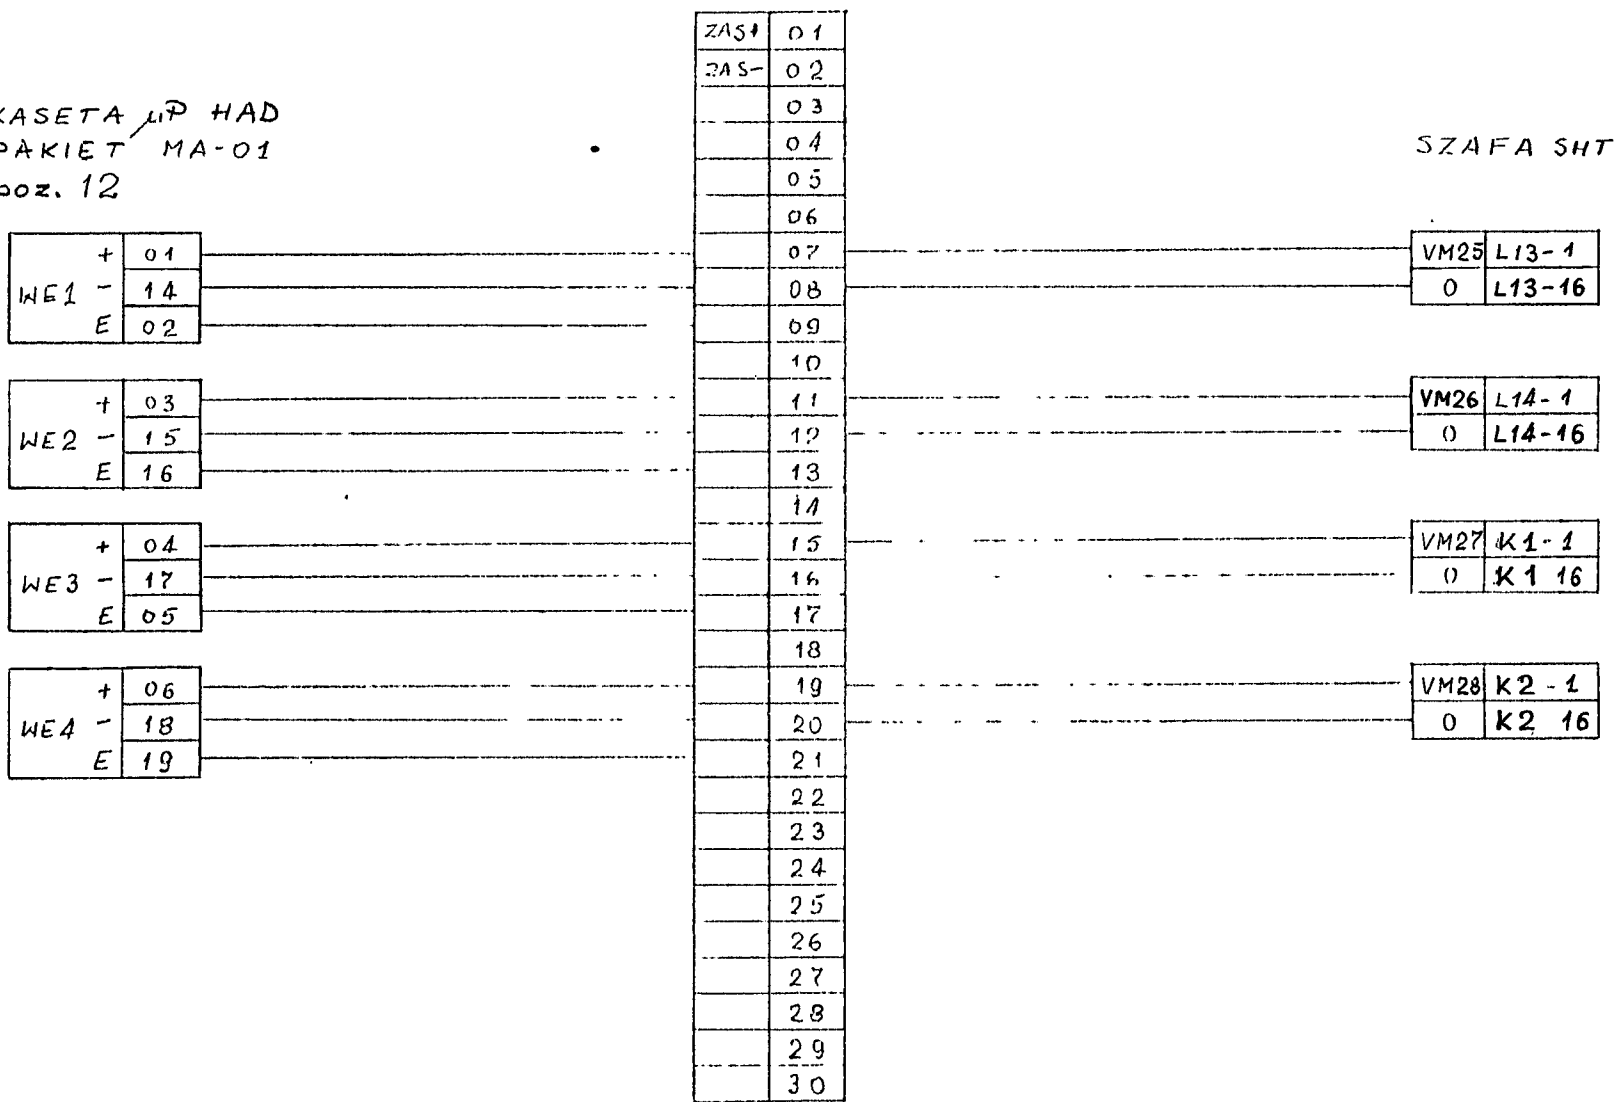 KASETA µP HAD
PAKIET MA-01
poz. 12
WE1
+ 01
- 14
E 02
WE2
+ 03
- 15
E 16
WE3
+ 04
- 17
E 05
WE4
+ 06
- 18
E 19
ZAS+ 01
ZAS- 02
03
04
05
06
07
08
09
10
11
12
13
14
15
16
17
18
19
20
21
22
23
24
25
26
27
28
29
30
SZAFA SHT
VM25 L13-1
0 L13-16
VM26 L14-1
0 L14-16
VM27 K1-1
0 K1 16
VM28 K2-1
0 K2 16